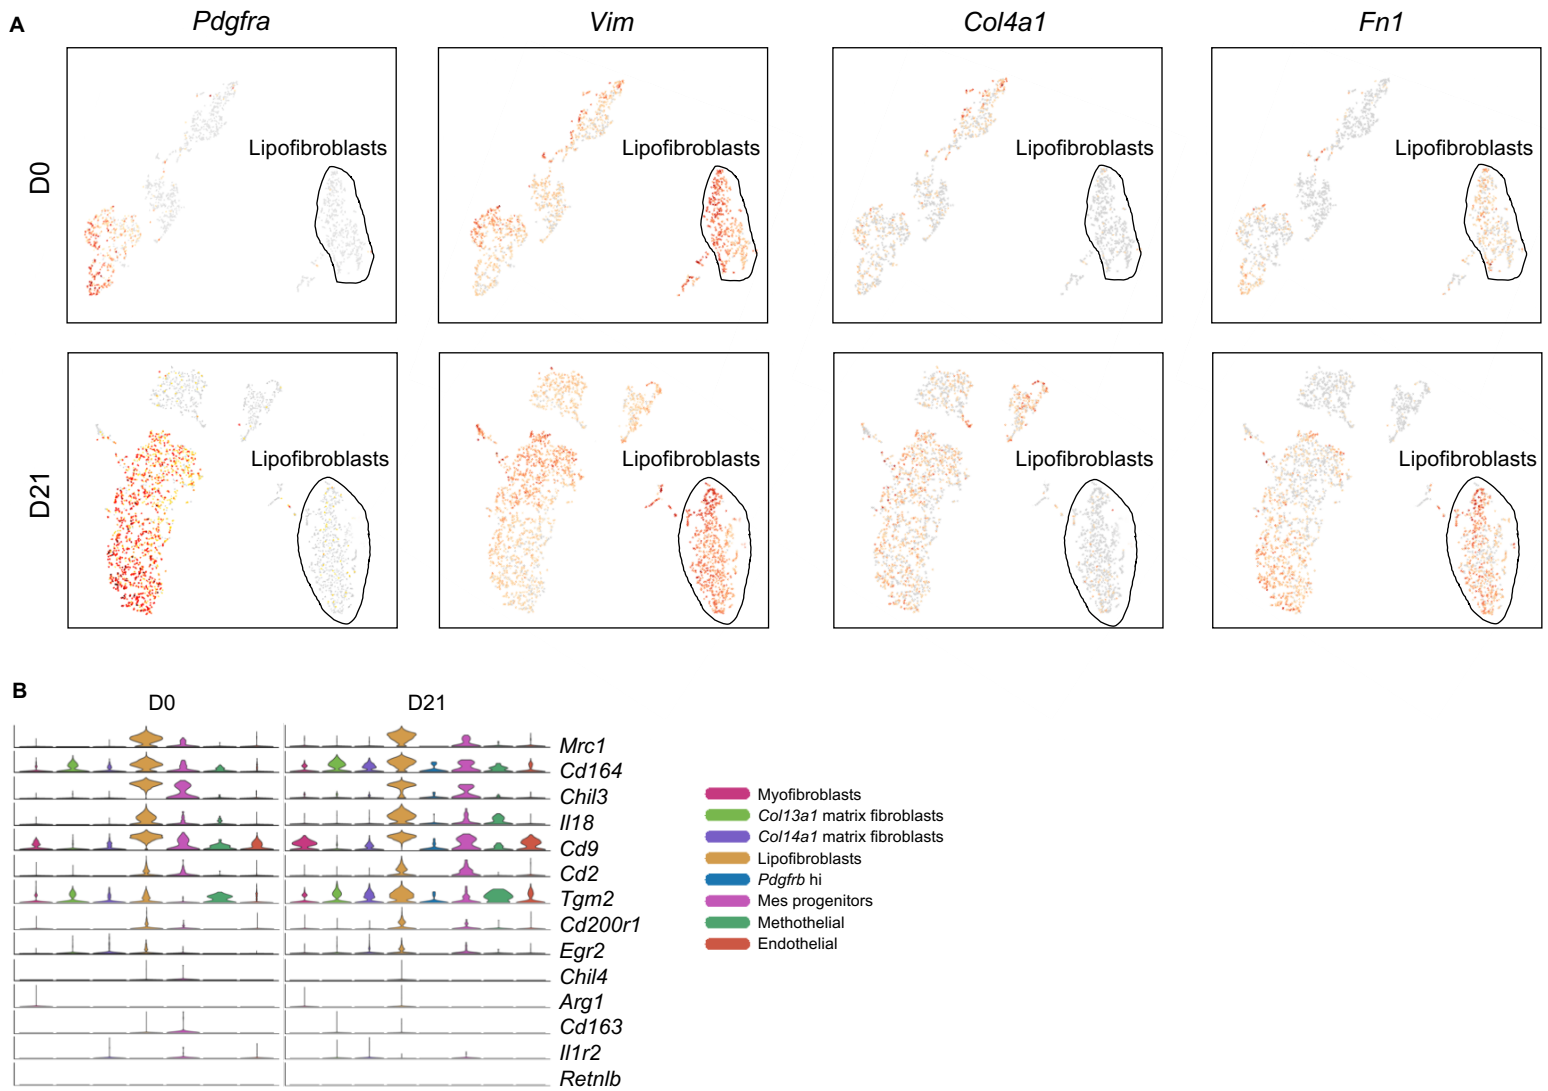 A
Pdgfra
Vim
Col4a1
Fn1
D0
Lipofibroblasts
Lipofibroblasts
Lipofibroblasts
Lipofibroblasts
D21
Lipofibroblasts
Lipofibroblasts
Lipofibroblasts
Lipofibroblasts
B
D0
D21
Mrc1
Cd164
Chil3
Il18
Cd9
Cd2
Tgm2
Cd200r1
Egr2
Chil4
Arg1
Cd163
Il1r2
Retnlb
Myofibroblasts
Col13a1 matrix fibroblasts
Col14a1 matrix fibroblasts
Lipofibroblasts
Pdgfrb hi
Mes progenitors
Methothelial
Endothelial